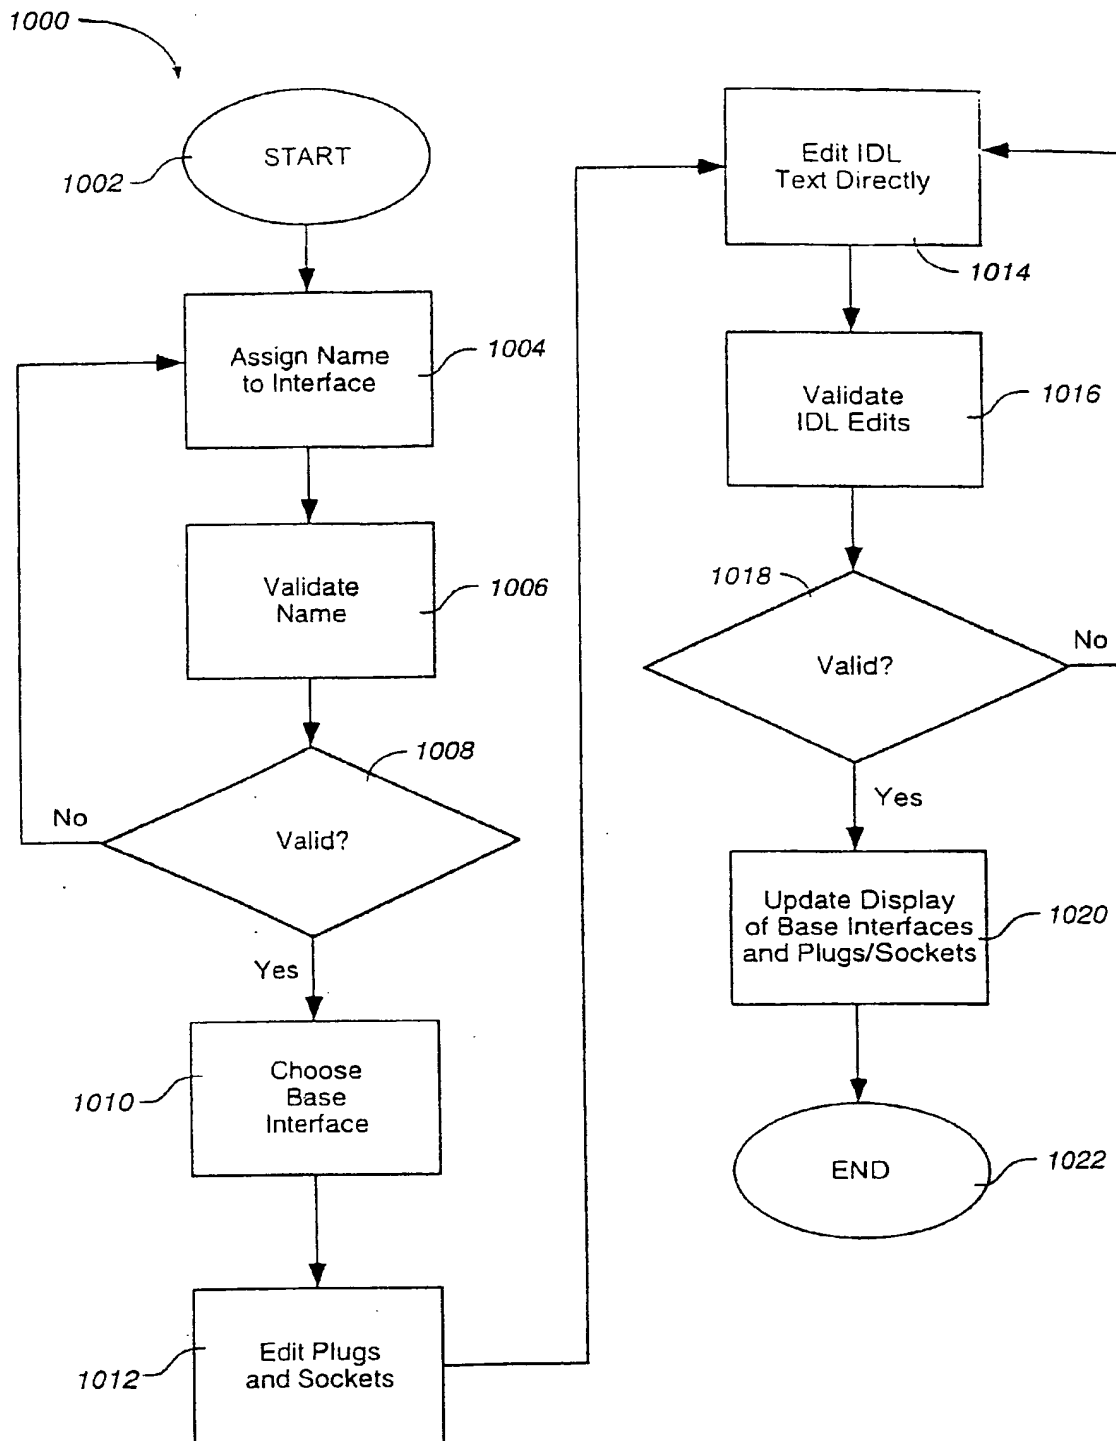 1000
START
1002
Assign Name
to Interface
1004
Validate
Name
1006
1008
Valid?
No
Yes
Choose
Base
Interface
1010
Edit Plugs
and Sockets
1012
Edit IDL
Text Directly
1014
Validate
IDL Edits
1016
1018
Valid?
No
Yes
Update Display
of Base Interfaces
and Plugs/Sockets
1020
END
1022